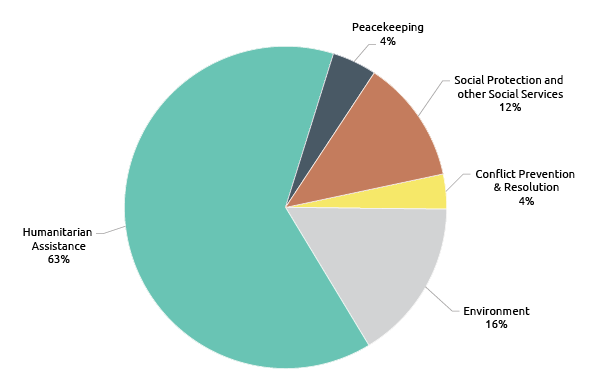 Peacekeeping
4%
Social Protection and
other Social Services
12%
Conflict Prevention
& Resolution
4%
Humanitarian
Assistance
63%
Environment
16%